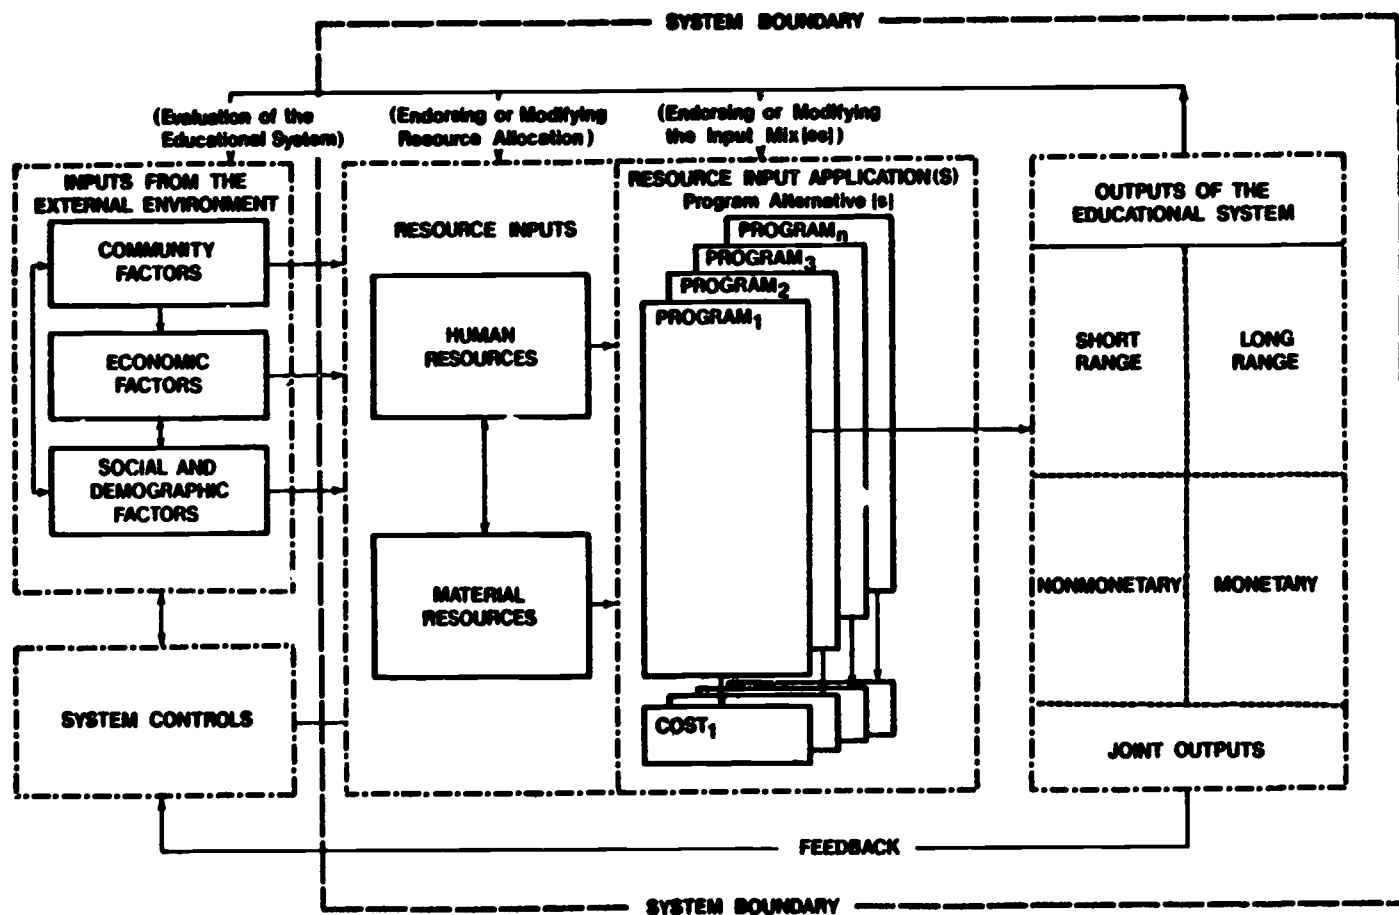 SYSTEM BOUNDARY
(Evaluation of the
Educational System)
(Endorsing or Modifying
Resource Allocation)
(Endorsing or Modifying
the Input Mix[es])
INPUTS FROM THE
EXTERNAL ENVIRONMENT
COMMUNITY
FACTORS
ECONOMIC
FACTORS
SOCIAL AND
DEMOGRAPHIC
FACTORS
SYSTEM CONTROLS
RESOURCE INPUTS
HUMAN
RESOURCES
MATERIAL
RESOURCES
RESOURCE INPUT APPLICATION(S)
Program Alternative [s]
PROGRAMn
PROGRAM3
PROGRAM2
PROGRAM1
COST1
OUTPUTS OF THE
EDUCATIONAL SYSTEM
SHORT
RANGE
LONG
RANGE
NONMONETARY
MONETARY
JOINT OUTPUTS
FEEDBACK
SYSTEM BOUNDARY